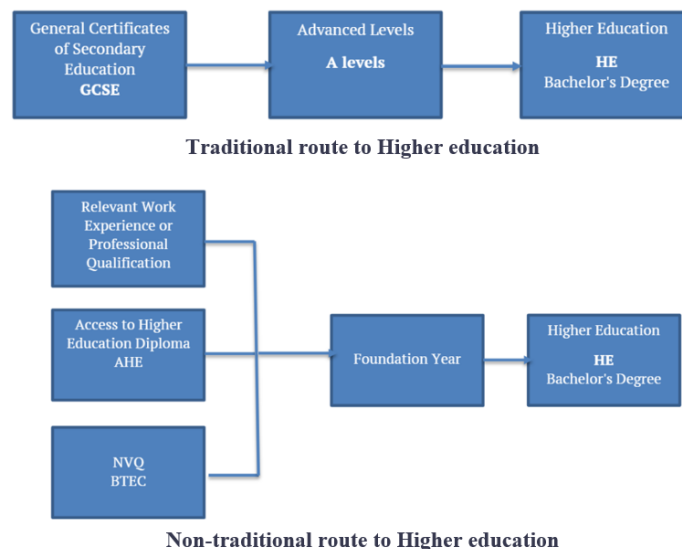 General Certificates
of Secondary
Education
GCSE
Advanced Levels
A levels
Higher Education
HE
Bachelor's Degree
Traditional route to Higher education
Relevant Work
Experience or
Professional
Qualification
Access to Higher
Education Diploma
AHE
NVQ
BTEC
Foundation Year
Higher Education
HE
Bachelor's Degree
Non-traditional route to Higher education